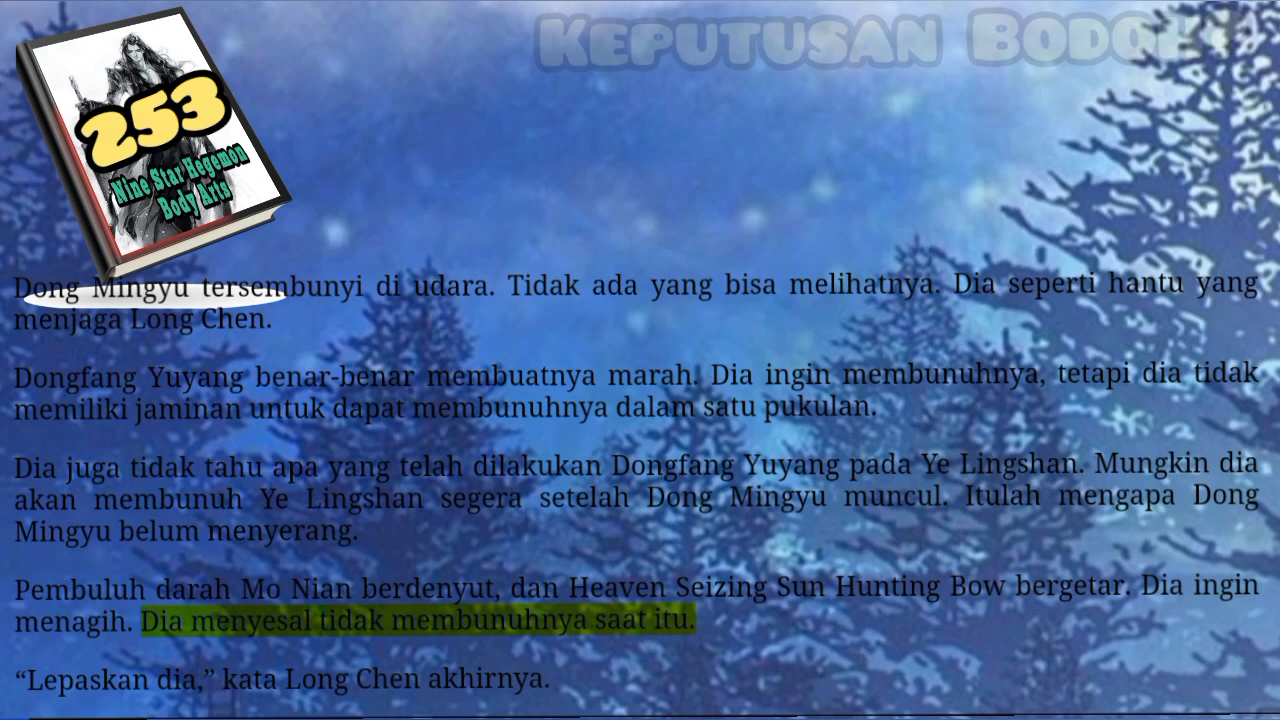 Keputusan Bodoh
253
Nine Star Hegemon
Body Arts
Dong Mingyu tersembunyi di udara. Tidak ada yang bisa melihatnya. Dia seperti hantu yang
menjaga Long Chen.
Dongfang Yuyang benar-benar membuatnya marah. Dia ingin membunuhnya, tetapi dia tidak
memiliki jaminan untuk dapat membunuhnya dalam satu pukulan.
Dia juga tidak tahu apa yang telah dilakukan Dongfang Yuyang pada Ye Lingshan. Mungkin dia
akan membunuh Ye Lingshan segera setelah Dong Mingyu muncul. Itulah mengapa Dong
Mingyu belum menyerang.
Pembuluh darah Mo Nian berdenyut, dan Heaven Seizing Sun Hunting Bow bergetar. Dia ingin
menagih. Dia menyesal tidak membunuhnya saat itu.
“Lepaskan dia,” kata Long Chen akhirnya.